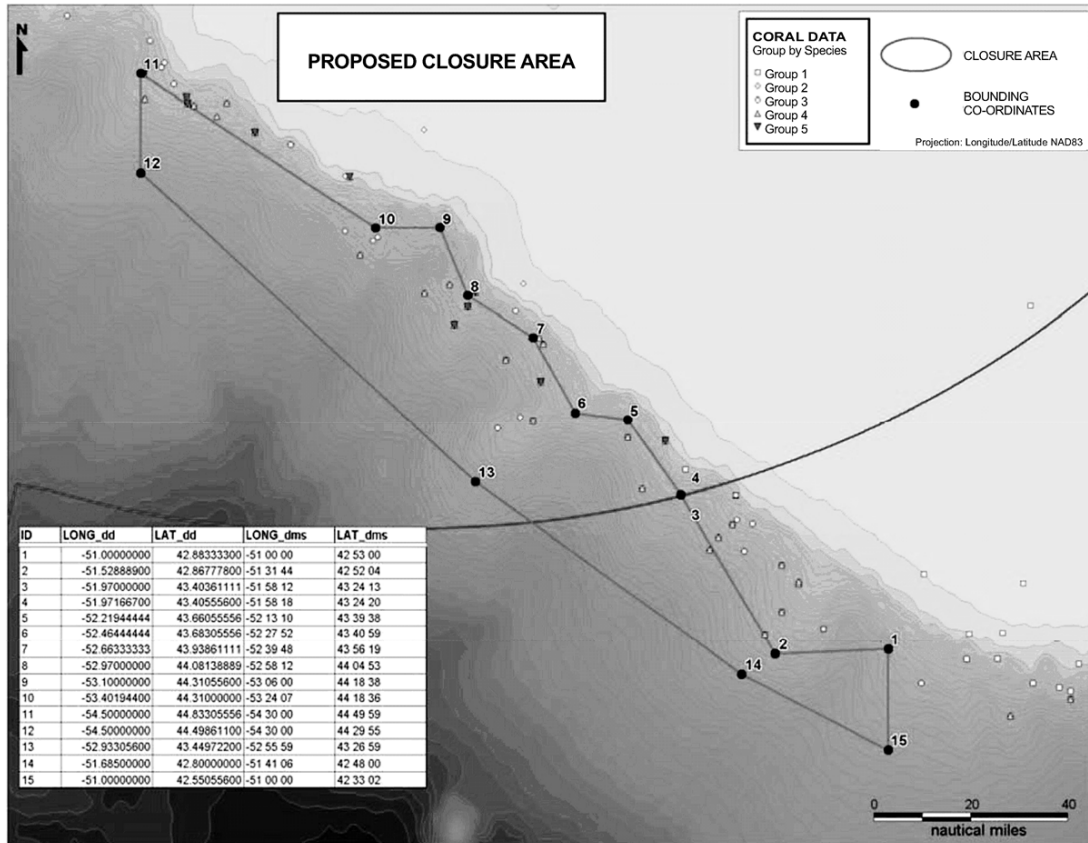 N
PROPOSED CLOSURE AREA
CORAL DATA
Group by Species
Group 1
Group 2
Group 3
Group 4
Group 5
CLOSURE AREA
BOUNDING
CO-ORDINATES
Projection: Longitude/Latitude NAD83
11
12
10
9
8
7
6
5
4
3
13
2
1
14
15
ID LONG_dd LAT_dd LONG_dms LAT_dms
1 -51.00000000 42.88333300 -51 00 00 42 53 00
2 -51.52888900 42.86777800 -51 31 44 42 52 04
3 -51.97000000 43.40361111 -51 58 12 43 24 13
4 -51.97166700 43.40555600 -51 58 18 43 24 20
5 -52.21944444 43.66055556 -52 13 10 43 39 38
6 -52.46444444 43.68305556 -52 27 52 43 40 59
7 -52.66333333 43.93861111 -52 39 48 43 56 19
8 -52.97000000 44.08138889 -52 58 12 44 04 53
9 -53.10000000 44.31055600 -53 06 00 44 18 38
10 -53.40194400 44.31000000 -53 24 07 44 18 36
11 -54.50000000 44.83305556 -54 30 00 44 49 59
12 -54.50000000 44.49861100 -54 30 00 44 29 55
13 -52.93305600 43.44972200 -52 55 59 43 26 59
14 -51.68500000 42.80000000 -51 41 06 42 48 00
15 -51.00000000 42.55055600 -51 00 00 42 33 02
0 20 40
nautical miles